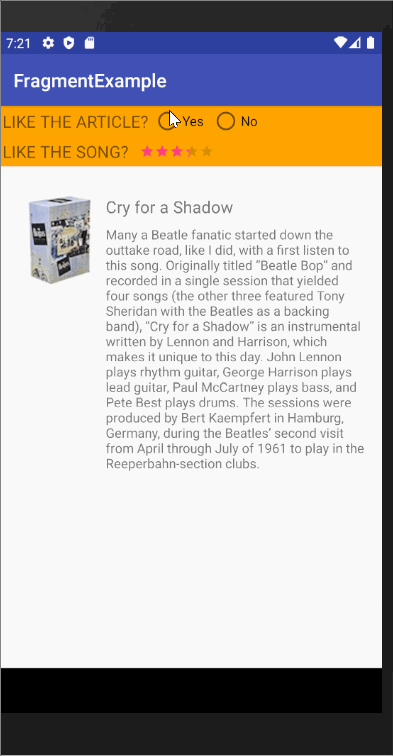 7:21
FragmentExample
LIKE THE ARTICLE? Yes No
LIKE THE SONG?
Cry for a Shadow
Many a Beatle fanatic started down the
outtake road, like I did, with a first listen to
this song. Originally titled “Beatle Bop” and
recorded in a single session that yielded
four songs (the other three featured Tony
Sheridan with the Beatles as a backing
band), “Cry for a Shadow” is an instrumental
written by Lennon and Harrison, which
makes it unique to this day. John Lennon
plays rhythm guitar, George Harrison plays
lead guitar, Paul McCartney plays bass, and
Pete Best plays drums. The sessions were
produced by Bert Kaempfert in Hamburg,
Germany, during the Beatles’ second visit
from April through July of 1961 to play in the
Reeperbahn-section clubs.